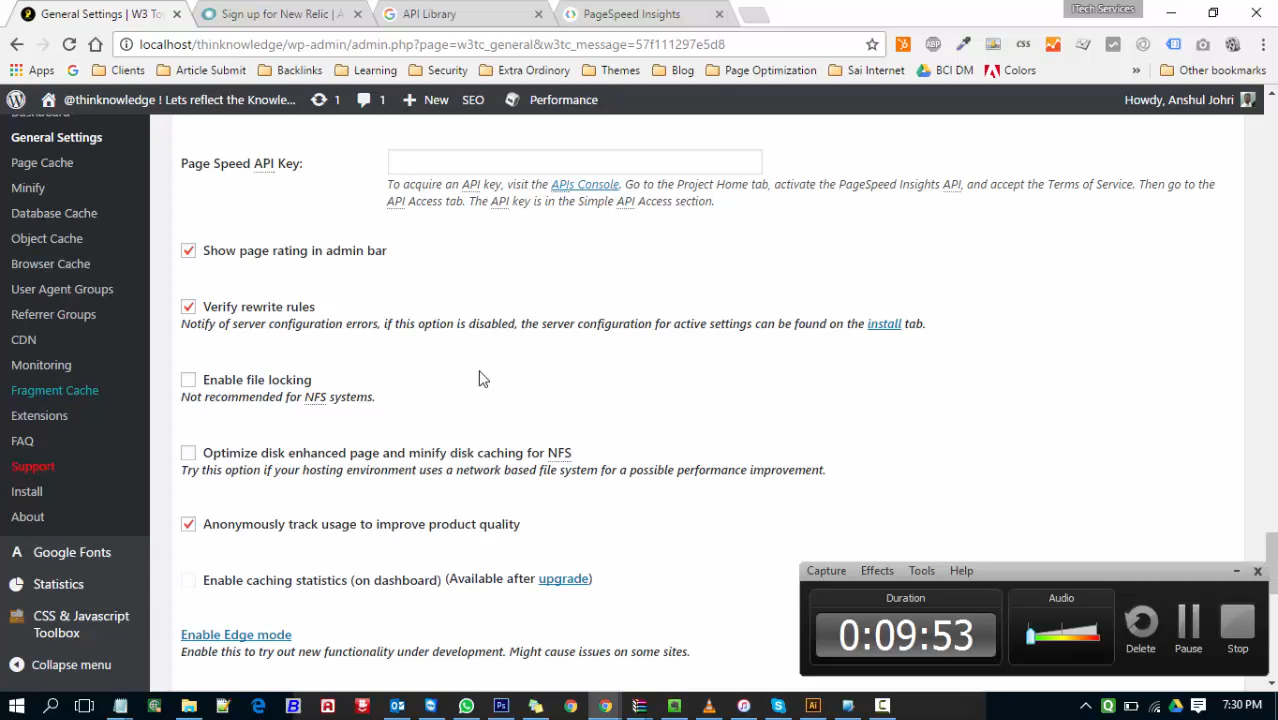 General Settings | W3 To
Sign up for New Relic | A
API Library
PageSpeed Insights
iTech Services
localhost/thinknowledge/wp-admin/admin.php?page=w3tc_general&w3tc_message=57f111297e5d8
ABP
CSS
Apps
Clients
Article Submit
Backlinks
Learning
Security
Extra Ordinory
Themes
Blog
Page Optimization
Sai Internet
BCI DM
Colors
»
Other bookmarks
@thinknowledge ! Lets reflect the Knowle...
1
1
New
SEO
Performance
Howdy, Anshul Johri
Dashboard
General Settings
Page Cache
Minify
Database Cache
Object Cache
Browser Cache
User Agent Groups
Referrer Groups
CDN
Monitoring
Fragment Cache
Extensions
FAQ
Support
Install
About
Google Fonts
Statistics
CSS & Javascript
Toolbox
Collapse menu
Page Speed API Key:
To acquire an API key, visit the APIs Console. Go to the Project Home tab, activate the PageSpeed Insights API, and accept the Terms of Service. Then go to the
API Access tab. The API key is in the Simple API Access section.
Show page rating in admin bar
Verify rewrite rules
Notify of server configuration errors, if this option is disabled, the server configuration for active settings can be found on the install tab.
Enable file locking
Not recommended for NFS systems.
Optimize disk enhanced page and minify disk caching for NFS
Try this option if your hosting environment uses a network based file system for a possible performance improvement.
Anonymously track usage to improve product quality
Enable caching statistics (on dashboard) (Available after upgrade)
Enable Edge mode
Enable this to try out new functionality under development. Might cause issues on some sites.
Capture
Effects
Tools
Help
Duration
0:09:53
Audio
Delete
Pause
Stop
7:30 PM